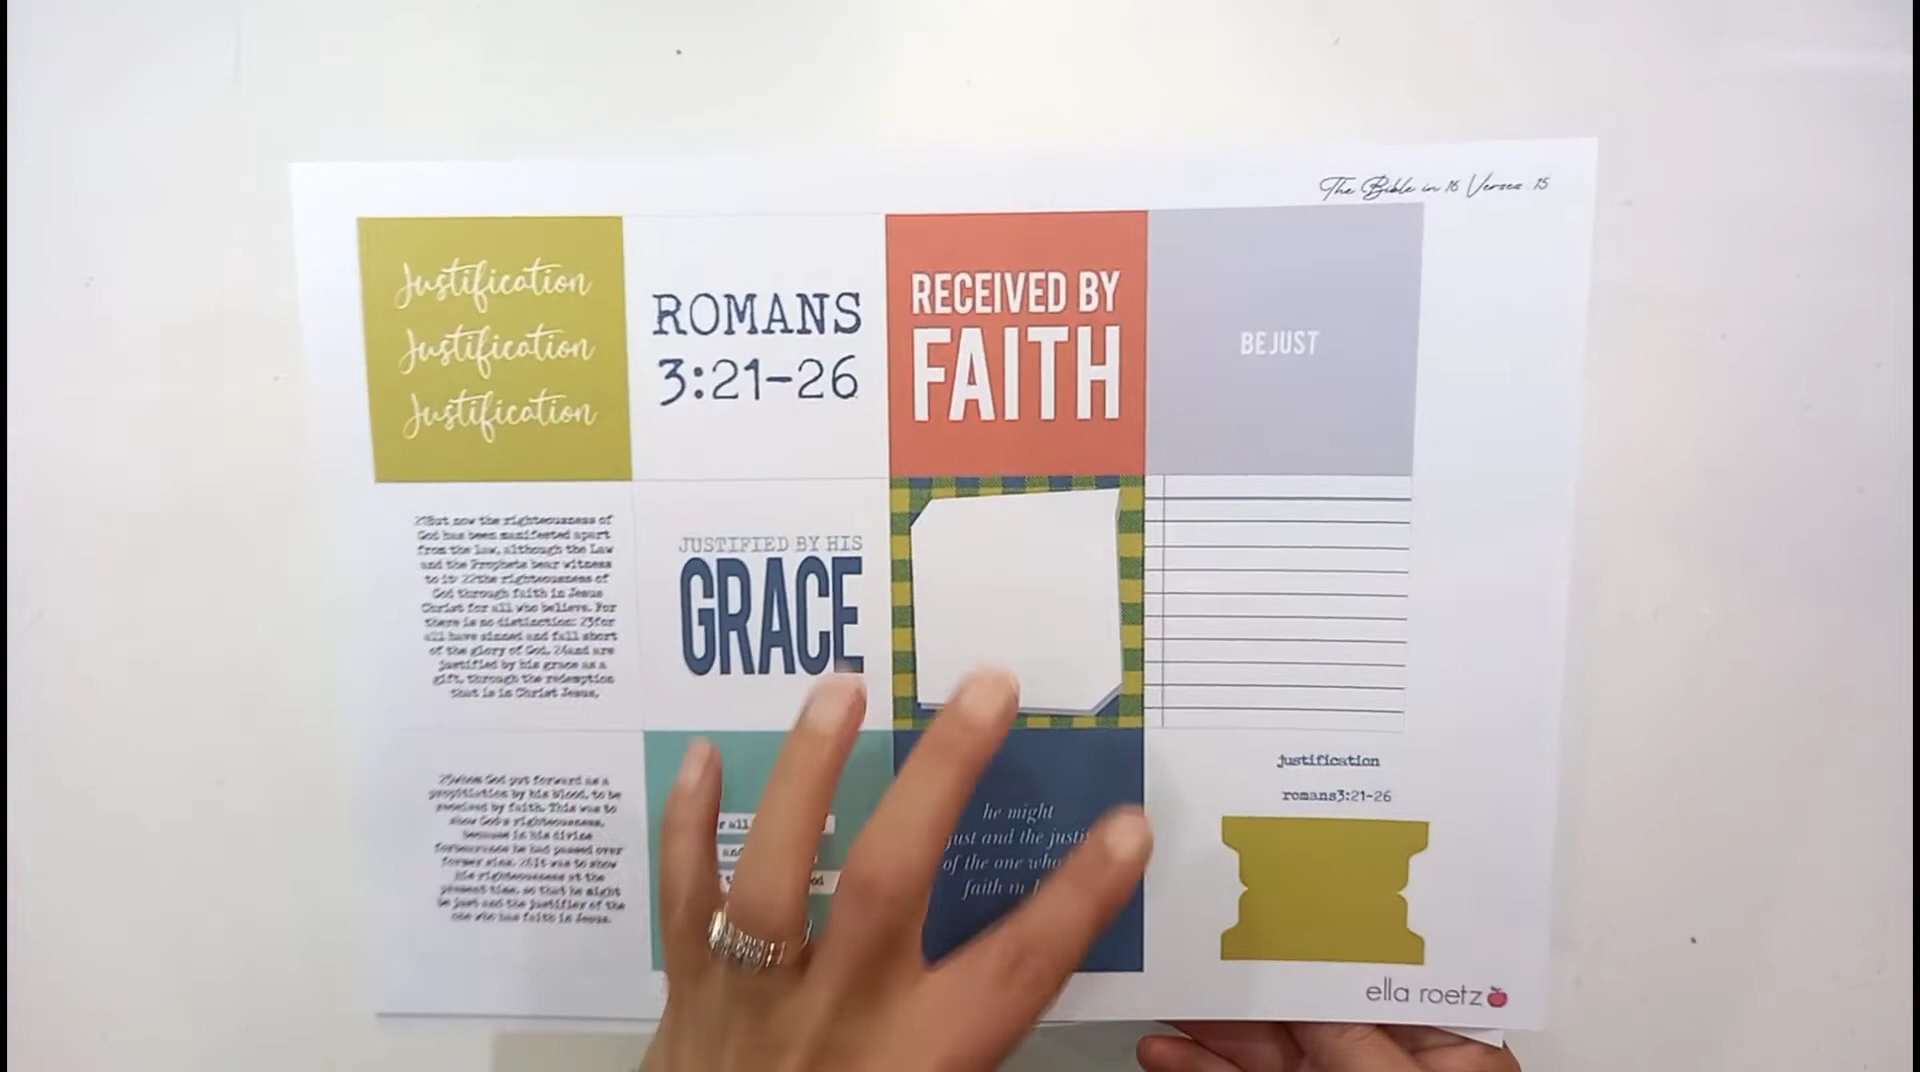 The Bible in 16 Verses .15
Justification
Justification
Justification
ROMANS
3:21-26
RECEIVED BY
FAITH
BE JUST
21But now the righteousness of
God has been manifested apart
from the law, although the Law
and the Prophets bear witness
to it- 22the righteousness of
God through faith in Jesus
Christ for all who believe. For
there is no distinction: 23for
all have sinned and fall short
of the glory of God, 24and are
justified by his grace as a
gift, through the redemption
that is in Christ Jesus,
JUSTIFIED BY HIS
GRACE
25whom God put forward as a
propitiation by his blood, to be
received by faith. This was to
show God's righteousness,
because in his divine
forbearance he had passed over
former sins. 26It was to show
his righteousness at the
present time, so that he might
be just and the justifier of the
one who has faith in Jesus.
all
and
he might
just and the
of the one who
faith in
justification
romans3:21-26
ella roetz